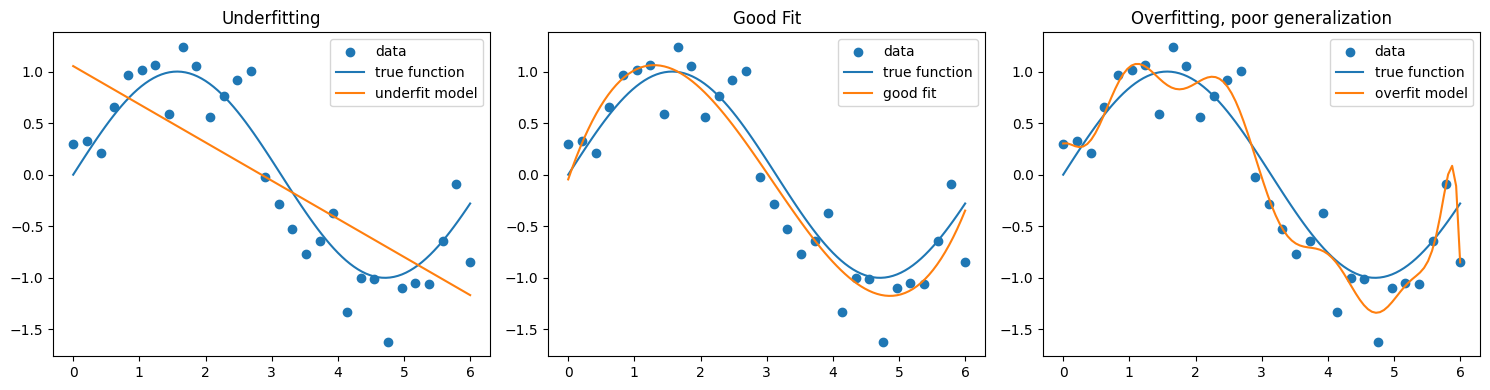 Underfitting
data
true function
underfit model
1.0
0.5
0.0
−0.5
−1.0
−1.5
0 1 2 3 4 5 6
Good Fit
data
true function
good fit
1.0
0.5
0.0
−0.5
−1.0
−1.5
0 1 2 3 4 5 6
Overfitting, poor generalization
data
true function
overfit model
1.0
0.5
0.0
−0.5
−1.0
−1.5
0 1 2 3 4 5 6